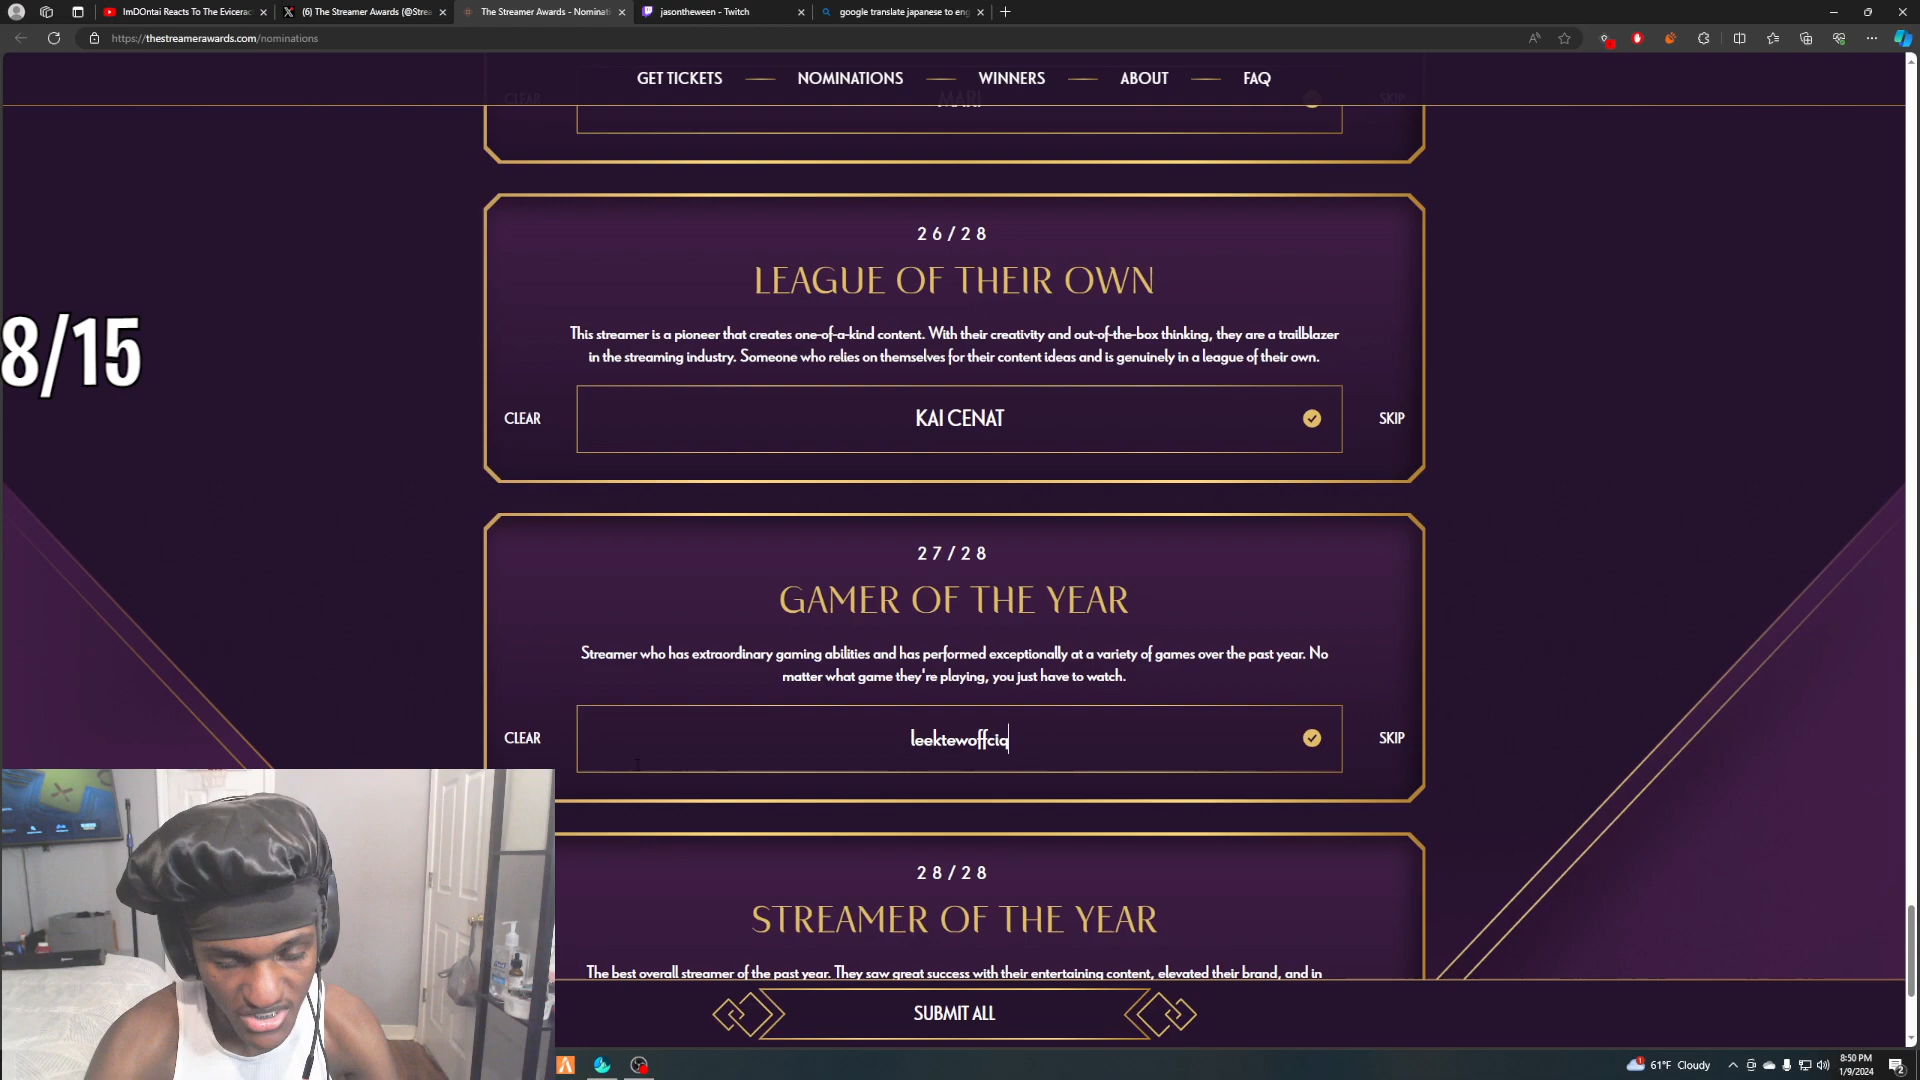 ImDOntai Reacts To The Eviscerac
(6) The Streamer Awards (@Strea
The Streamer Awards - Nominati
jasontheween - Twitch
google translate japanese to eng
https://thestreamerawards.com/nominations
GET TICKETS
NOMINATIONS
WINNERS
ABOUT
FAQ
CLEAR
MARI
SKIP
26/28
LEAGUE OF THEIR OWN
This streamer is a pioneer that creates one-of-a-kind content. With their creativity and out-of-the-box thinking, they are a trailblazer
in the streaming industry. Someone who relies on themselves for their content ideas and is genuinely in a league of their own.
8/15
CLEAR
KAI CENAT
SKIP
27/28
GAMER OF THE YEAR
Streamer who has extraordinary gaming abilities and has performed exceptionally at a variety of games over the past year. No
matter what game they're playing, you just have to watch.
CLEAR
leektewoffciq
SKIP
28/28
STREAMER OF THE YEAR
The best overall streamer of the past year. They saw great success with their entertaining content, elevated their brand, and in
SUBMIT ALL
61°F Cloudy
8:50 PM
1/9/2024